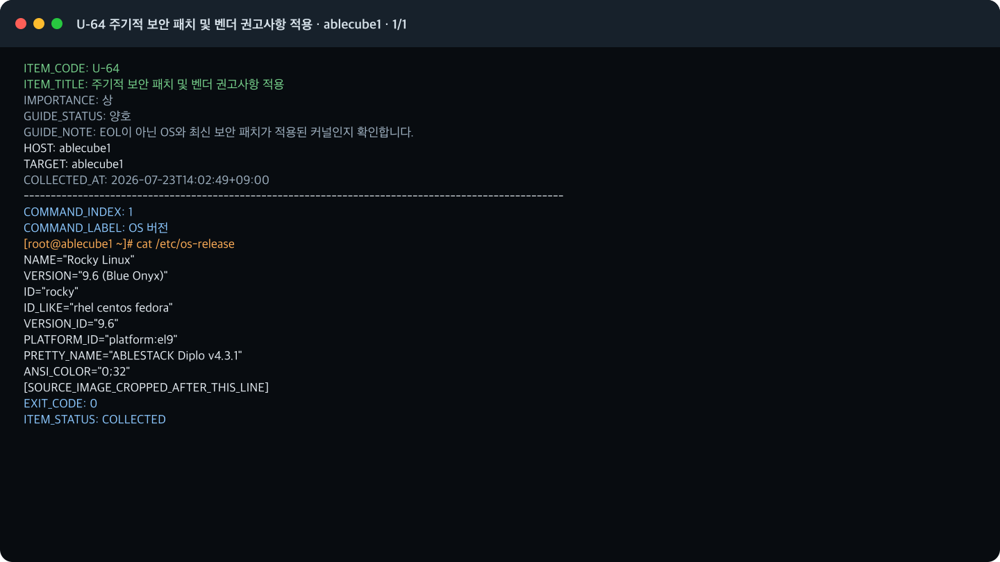 U-64 주기적 보안 패치 및 벤더 권고사항 적용 · ablecube1 · 1/1
ITEM_CODE: U-64
ITEM_TITLE: 주기적 보안 패치 및 벤더 권고사항 적용
IMPORTANCE: 상
GUIDE_STATUS: 양호
GUIDE_NOTE: EOL이 아닌 OS와 최신 보안 패치가 적용된 커널인지 확인합니다.
HOST: ablecube1
TARGET: ablecube1
COLLECTED_AT: 2026-07-23T14:02:49+09:00
----------------------------------------------------------------------------------------------------
COMMAND_INDEX: 1
COMMAND_LABEL: OS 버전
[root@ablecube1 ~]# cat /etc/os-release
NAME="Rocky Linux"
VERSION="9.6 (Blue Onyx)"
ID="rocky"
ID_LIKE="rhel centos fedora"
VERSION_ID="9.6"
PLATFORM_ID="platform:el9"
PRETTY_NAME="ABLESTACK Diplo v4.3.1"
ANSI_COLOR="0;32"
[SOURCE_IMAGE_CROPPED_AFTER_THIS_LINE]
EXIT_CODE: 0
ITEM_STATUS: COLLECTED